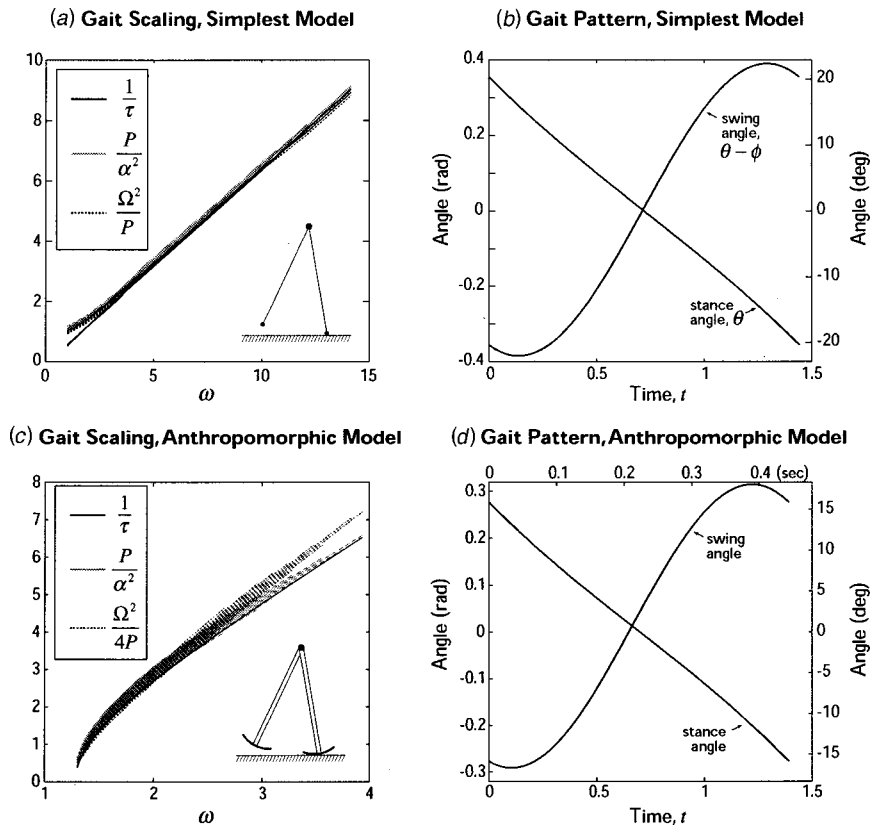 (a) Gait Scaling, Simplest Model
10
8
6
4
2
0
0
5
10
15
ω
1/τ
P/α²
Ω²/P
(b) Gait Pattern, Simplest Model
0.4
0.2
0
-0.2
-0.4
Angle (rad)
20
10
0
-10
-20
Angle (deg)
0
0.5
1
1.5
Time, t
swing
angle,
θ − ϕ
stance
angle, θ
(c) Gait Scaling, Anthropomorphic Model
8
7
6
5
4
3
2
1
0
1
2
3
4
ω
1/τ
P/α²
Ω²/4P
(d) Gait Pattern, Anthropomorphic Model
0
0.1
0.2
0.3
0.4 (sec)
0.3
0.2
0.1
0
-0.1
-0.2
-0.3
Angle (rad)
15
10
5
0
-5
-10
-15
Angle (deg)
0
0.5
1
1.5
Time, t
swing
angle
stance
angle